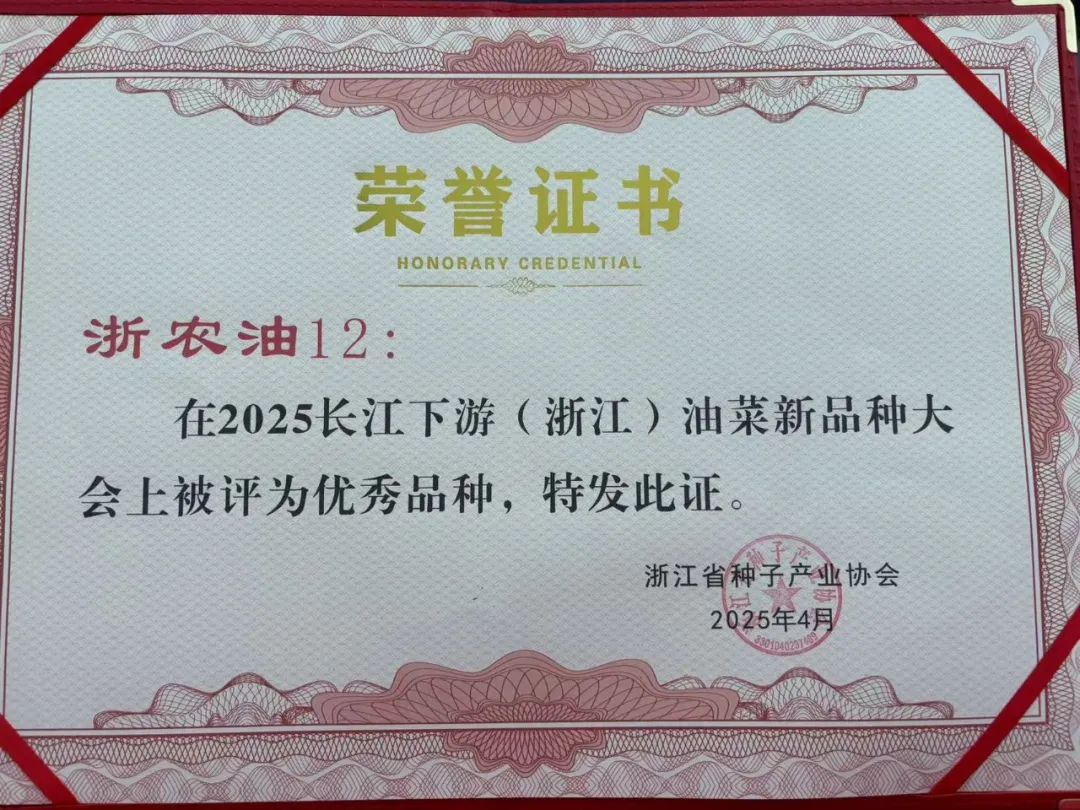 荣誉证书
HONORARY CREDENTIAL
浙农油12：
在2025长江下游（浙江）油菜新品种大
会上被评为优秀品种，特发此证。
浙江省种子产业协会
2025年4月